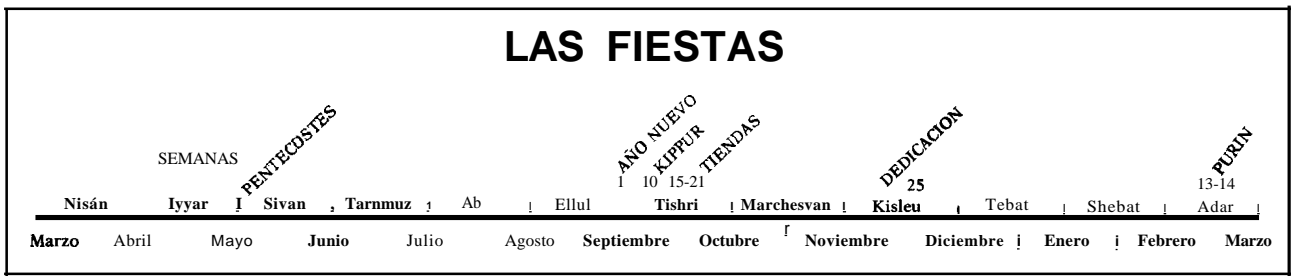 LAS FIESTAS
SEMANAS
PENTECOSTES
AÑO NUEVO
KIPPUR
TIENDAS
DEDICACION
PURIN
1 10 15-21 25 13-14
Nisán Iyyar Sivan Tarnmuz Ab Ellul Tishri Marchesvan Kisleu Tebat Shebat Adar
Marzo Abril Mayo Junio Julio Agosto Septiembre Octubre Noviembre Diciembre Enero Febrero Marzo